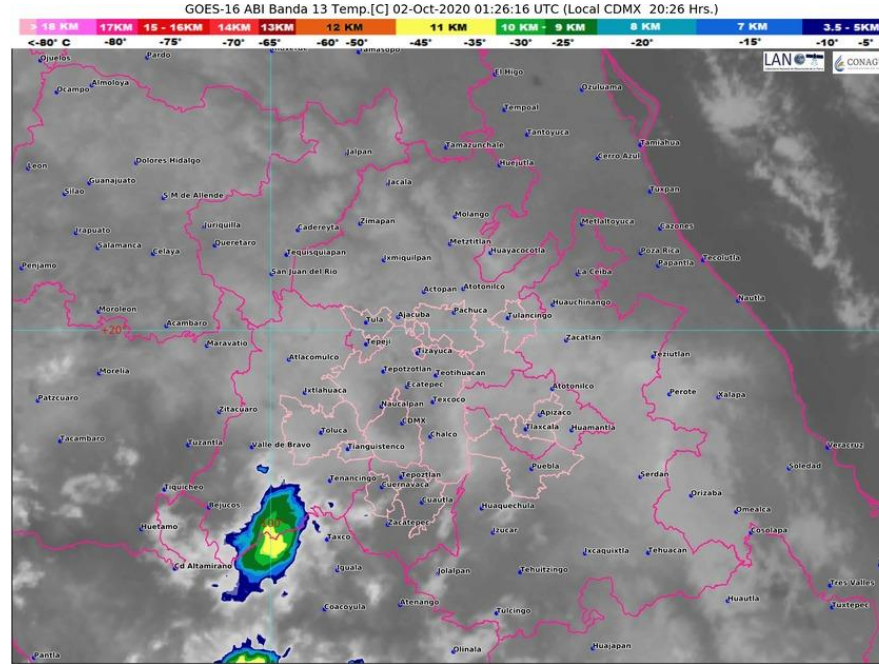 GOES-16 ABI Banda 13 Temp.[C] 02-Oct-2020 01:26:16 UTC (Local CDMX 20:26 Hrs.)
> 18 KM 17KM 15 - 16KM 14KM 13KM 12 KM 11 KM 10 KM - 9 KM 8 KM 7 KM 3.5 - 5KM
<-80° C -80° -75° -70° -65° -60° -50° -45° -35° -30° -25° -20° -15° -10° -5°
Ojuelos Pardo Tamasopo
LAN CONAG
El Higo
Ocampo Almoloya Ozuluama
Tempoal
Tantoyuca
Jalpan Tamazunchale Tamiahua
Leon Dolores Hidalgo Huejutla Cerro Azul
Guanajuato Jacala
Silao S M de Allende Tuxpan
Molango
Irapuato Juriquilla Cadereyta Zimapan Metlaltoyuca Cazones
Salamanca Queretaro Metztitlan
Celaya Tequisquiapan Ixmiquilpan Huayacocotla Poza Rica Tecolutla
Penjamo San Juan del Rio La Ceiba Papantla
Actopan Atotonilco
Moroleon Huauchinango Nautla
Acambaro Tula Ajacuba Pachuca Tulancingo
+20°
Maravatio Tepeji Tizayuca Zacatlan
Atlacomulco Teziutlan
Morelia Tepotzotlan Teotihuacan
Ixtlahuaca Ecatepec Atotonilco Perote Xalapa
Patzcuaro Zitacuaro Naucalpan Texcoco Apizaco
Toluca CDMX Tlaxcala Huamantla
Tacambaro Tuzantla Valle de Bravo Tianguistenco Chalco Veracruz
Puebla Soledad
Tiquicheo Tenancingo Tepoztlan Serdan
Cuernavaca
Bejucos Cuautla Huaquechula Orizaba Omealca
Huetamo Zacatepec Izucar Cosolapa
Taxco Ixcaquixtla Tehuacan
Cd Altamirano Iguala Jolalpan Tehuitzingo Tres Valles
Coacoyula Atenango Tulcingo Huautla Tuxtepec
Pantla Olinala Huajapan